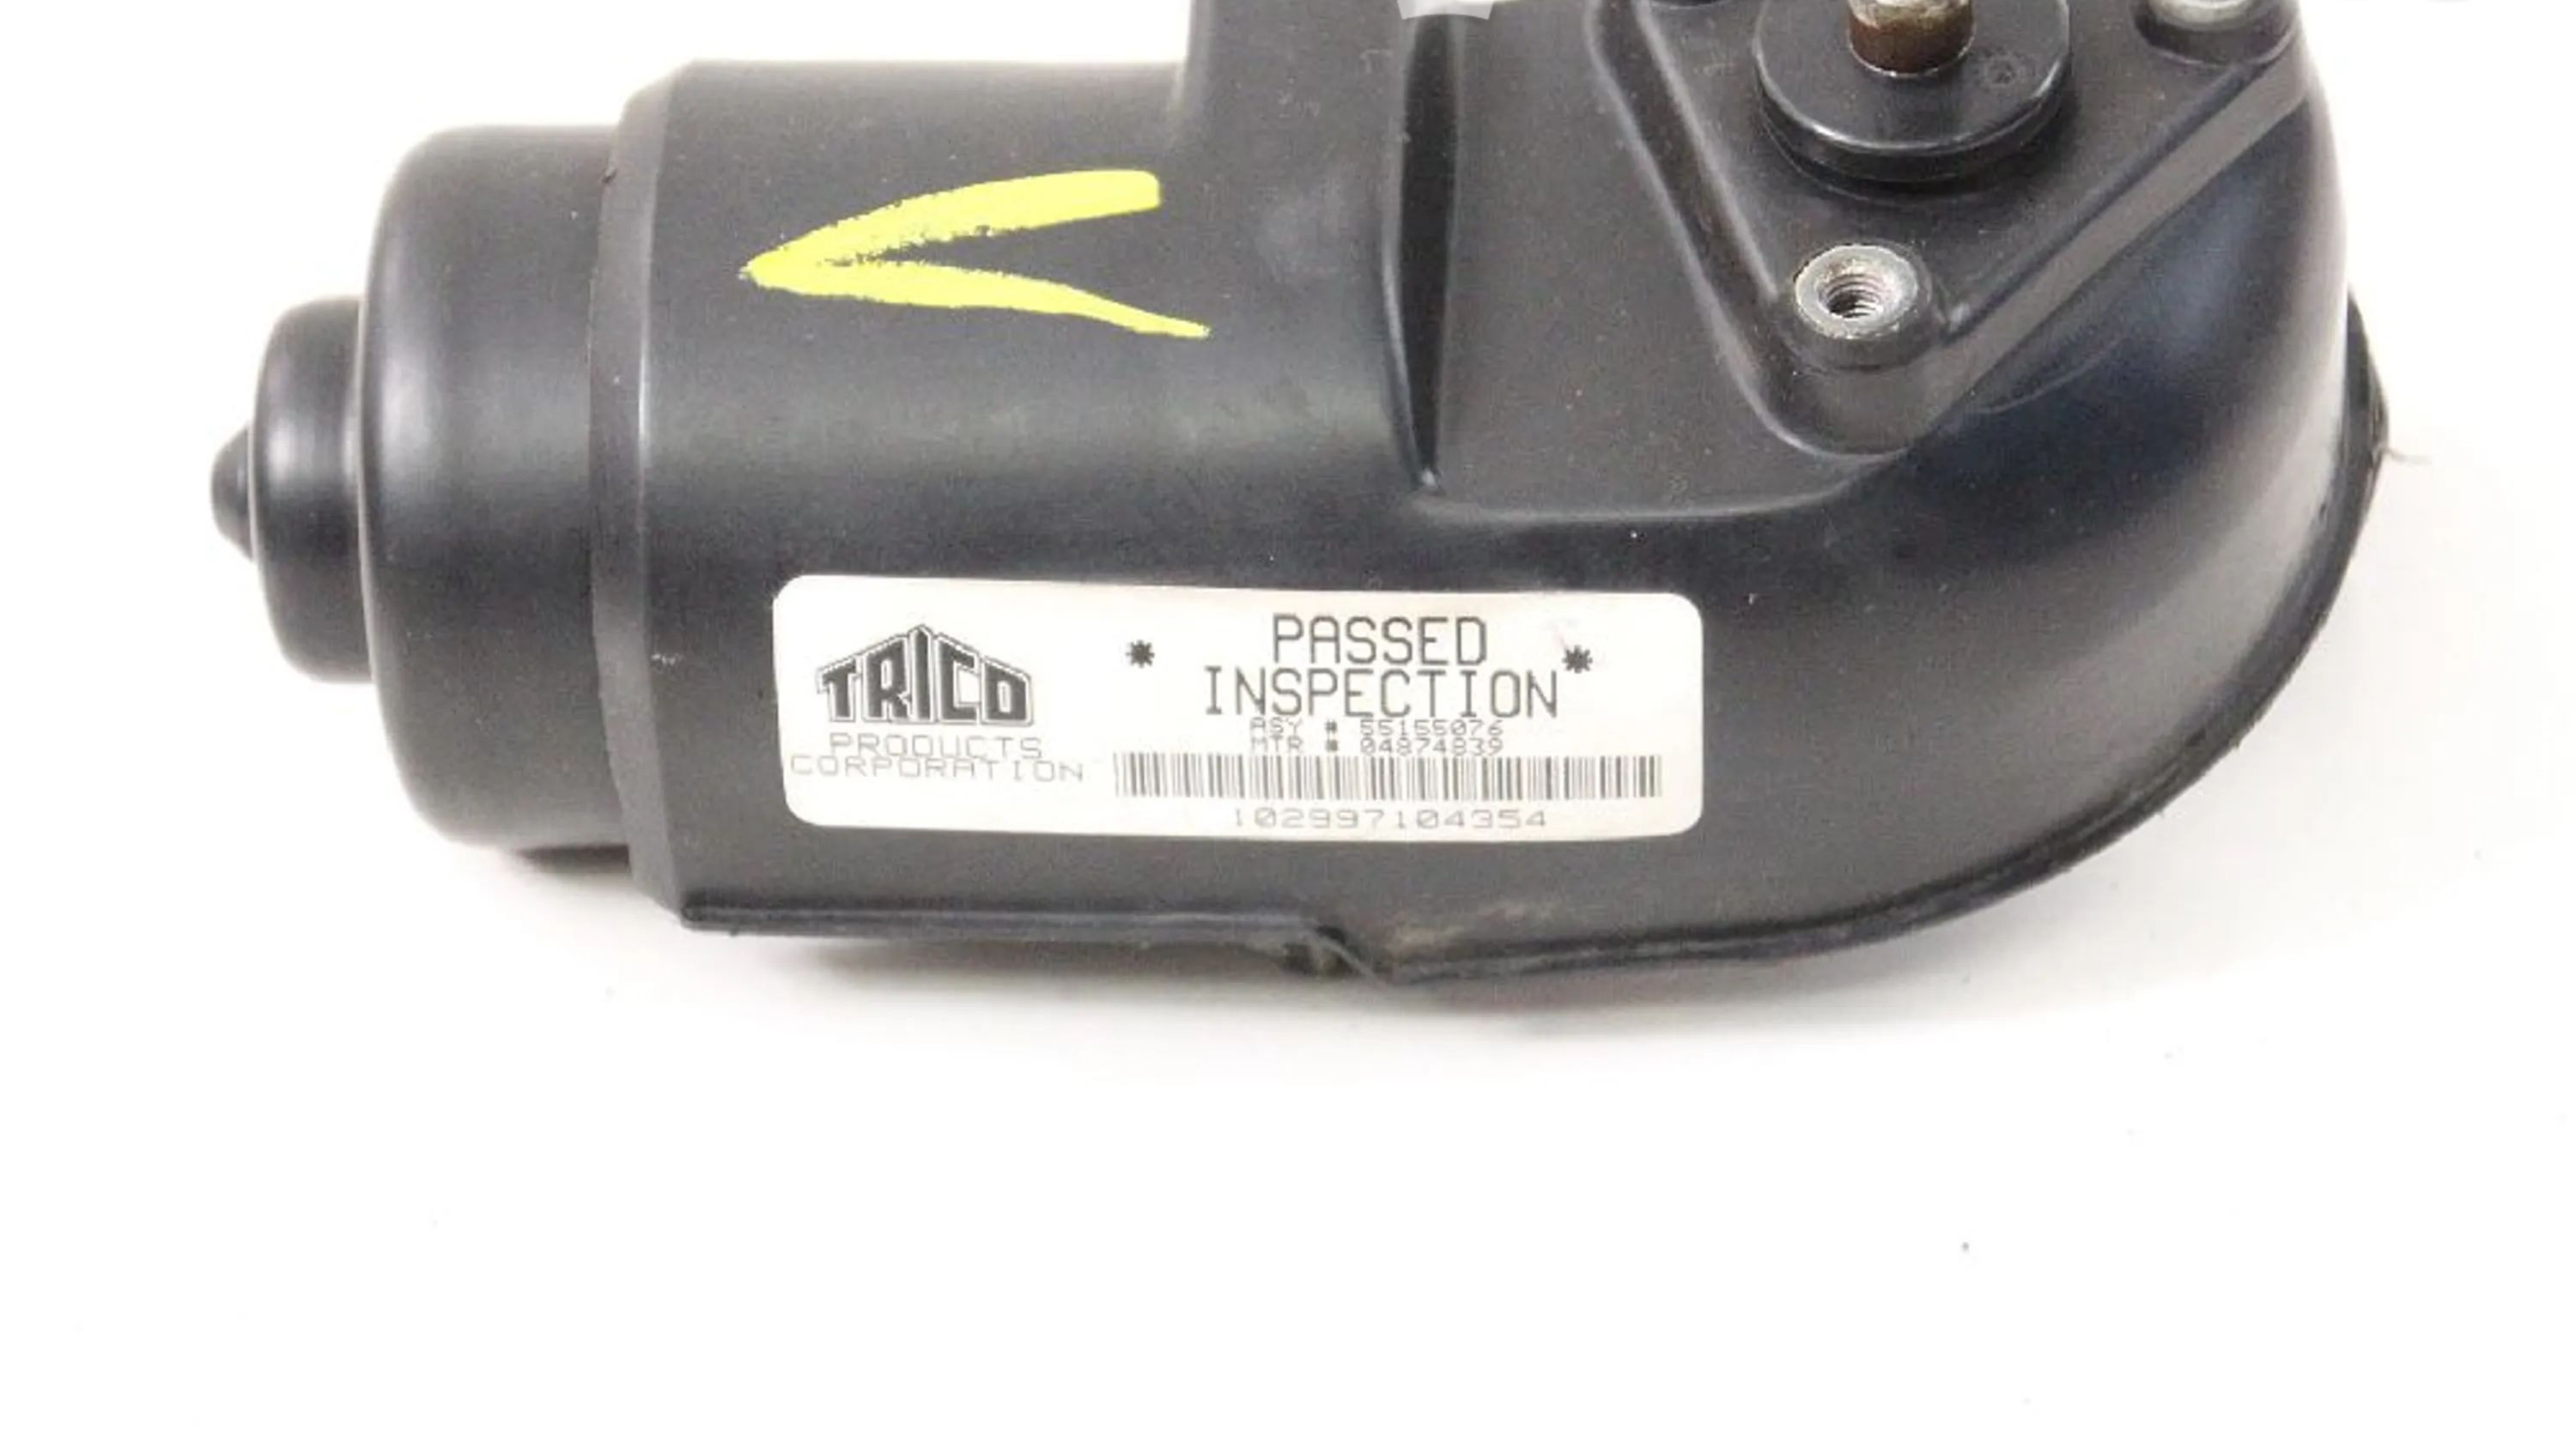 TRICO
PRODUCTS
CORPORATION
* PASSED *
INSPECTION
ASY # 55155076
MTR # 04874839
102997104354